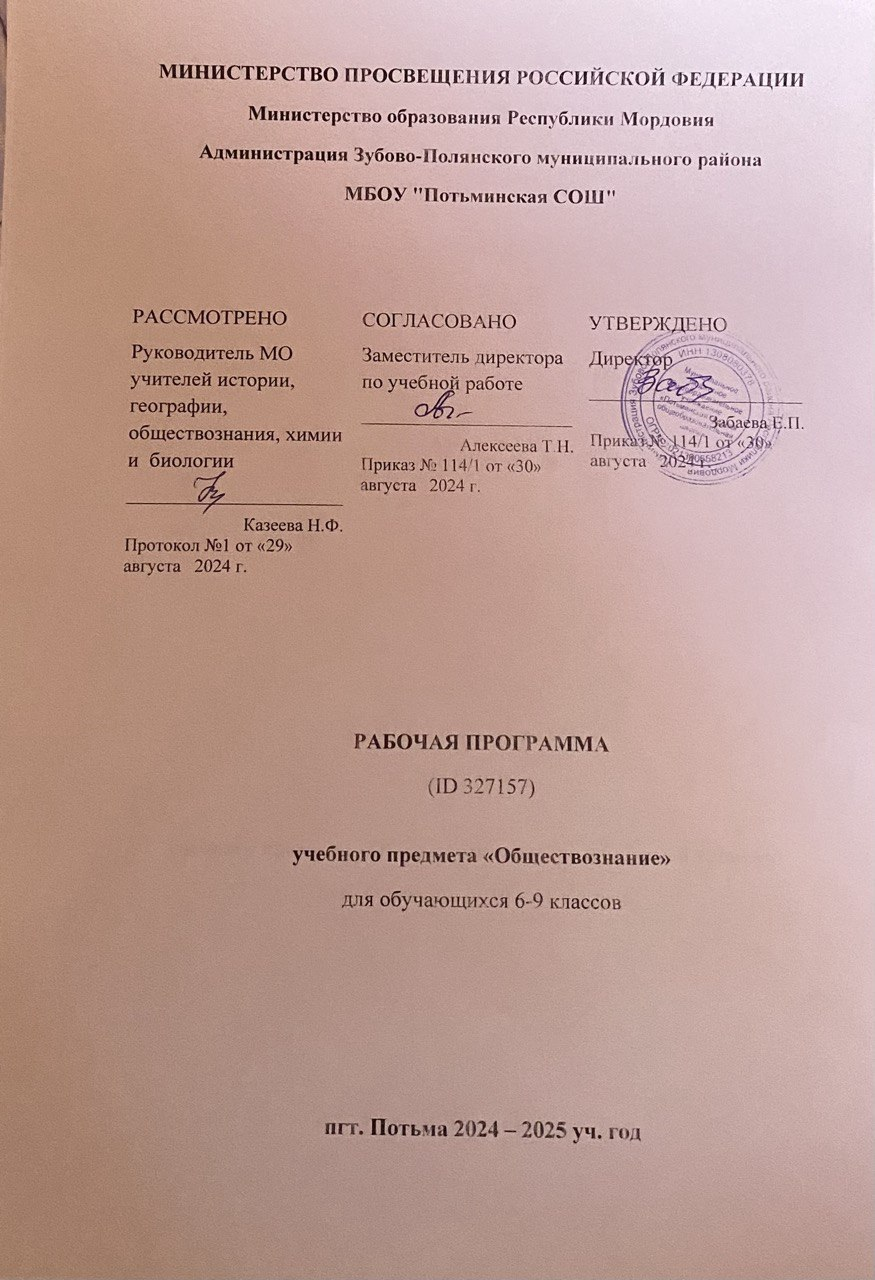 МИНИСТЕРСТВО ПРОСВЕЩЕНИЯ РОССИЙСКОЙ ФЕДЕРАЦИИ
Министерство образования Республики Мордовия
Администрация Зубово-Полянского муниципального района
МБОУ "Потьминская СОШ"
РАССМОТРЕНО
Руководитель МО
учителей истории,
географии,
обществознания, химии
и биологии
Казеева Н.Ф.
Протокол №1 от «29»
августа 2024 г.
СОГЛАСОВАНО
Заместитель директора
по учебной работе
Алексеева Т.Н.
Приказ № 114/1 от «30»
августа 2024 г.
УТВЕРЖДЕНО
Директор
Забаева Е.П.
Приказ № 114/1 от «30»
августа 2024 г.
РАБОЧАЯ ПРОГРАММА
(ID 327157)
учебного предмета «Обществознание»
для обучающихся 6-9 классов
пгт. Потьма 2024 – 2025 уч. год